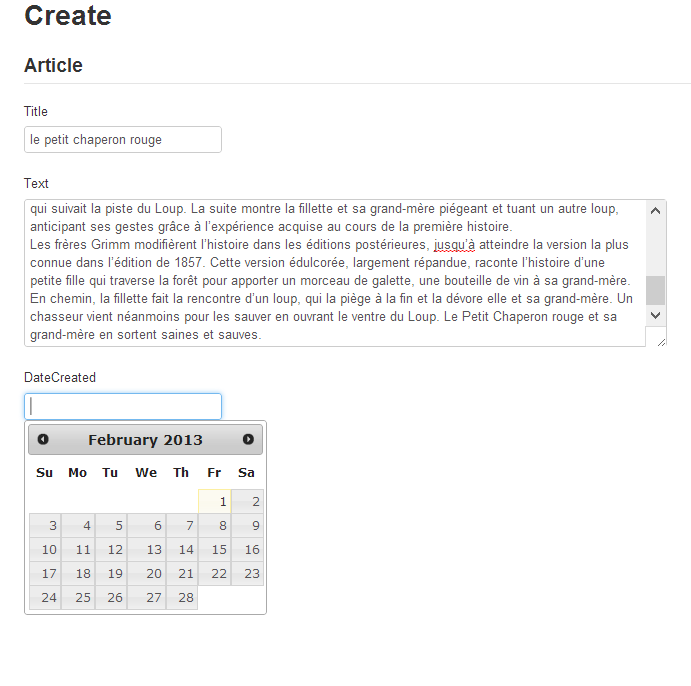 Create
Article
Title
le petit chaperon rouge
Text
qui suivait la piste du Loup. La suite montre la fillette et sa grand-mère piégeant et tuant un autre loup,
anticipant ses gestes grâce à l’expérience acquise au cours de la première histoire.
Les frères Grimm modifièrent l’histoire dans les éditions postérieures, jusqu’à atteindre la version la plus
connue dans l’édition de 1857. Cette version édulcorée, largement répandue, raconte l’histoire d’une
petite fille qui traverse la forêt pour apporter un morceau de galette, une bouteille de vin à sa grand-mère.
En chemin, la fillette fait la rencontre d’un loup, qui la piège à la fin et la dévore elle et sa grand-mère. Un
chasseur vient néanmoins pour les sauver en ouvrant le ventre du Loup. Le Petit Chaperon rouge et sa
grand-mère en sortent saines et sauves.
DateCreated
February 2013
Su Mo Tu We Th Fr Sa
1 2
3 4 5 6 7 8 9
10 11 12 13 14 15 16
17 18 19 20 21 22 23
24 25 26 27 28